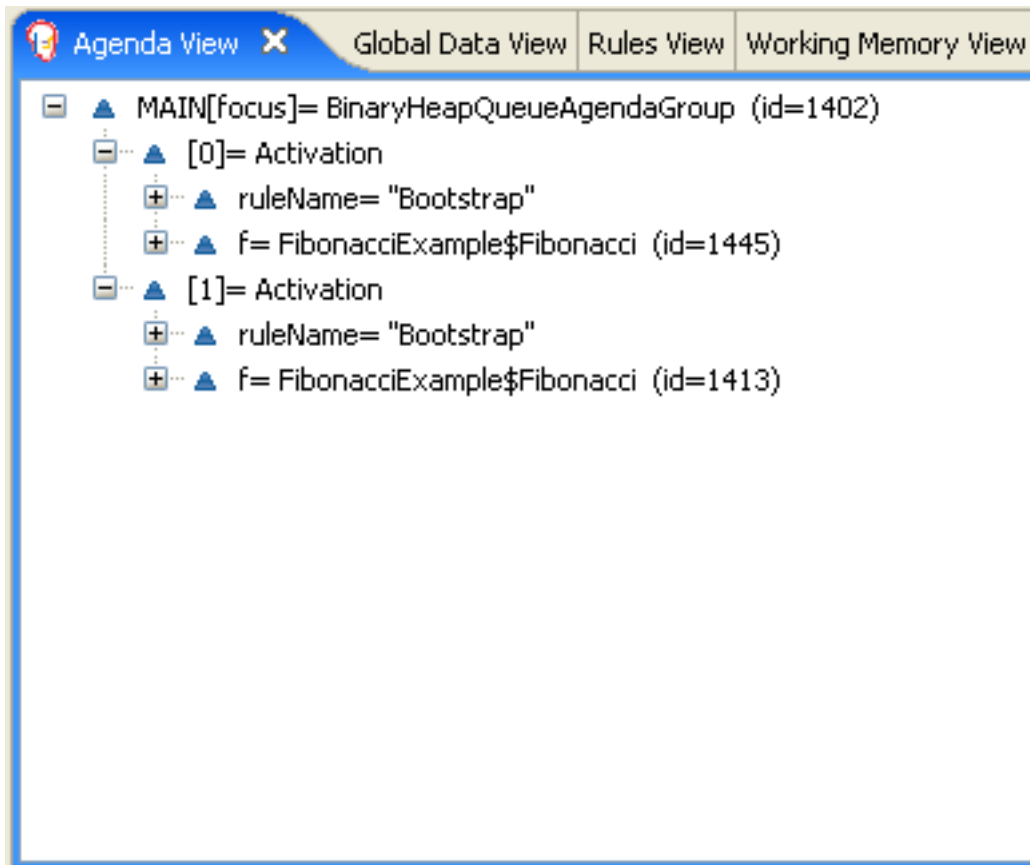 Agenda View Global Data View Rules View Working Memory View
MAIN[focus]= BinaryHeapQueueAgendaGroup (id=1402)
[0]= Activation
ruleName= "Bootstrap"
f= FibonacciExample$Fibonacci (id=1445)
[1]= Activation
ruleName= "Bootstrap"
f= FibonacciExample$Fibonacci (id=1413)